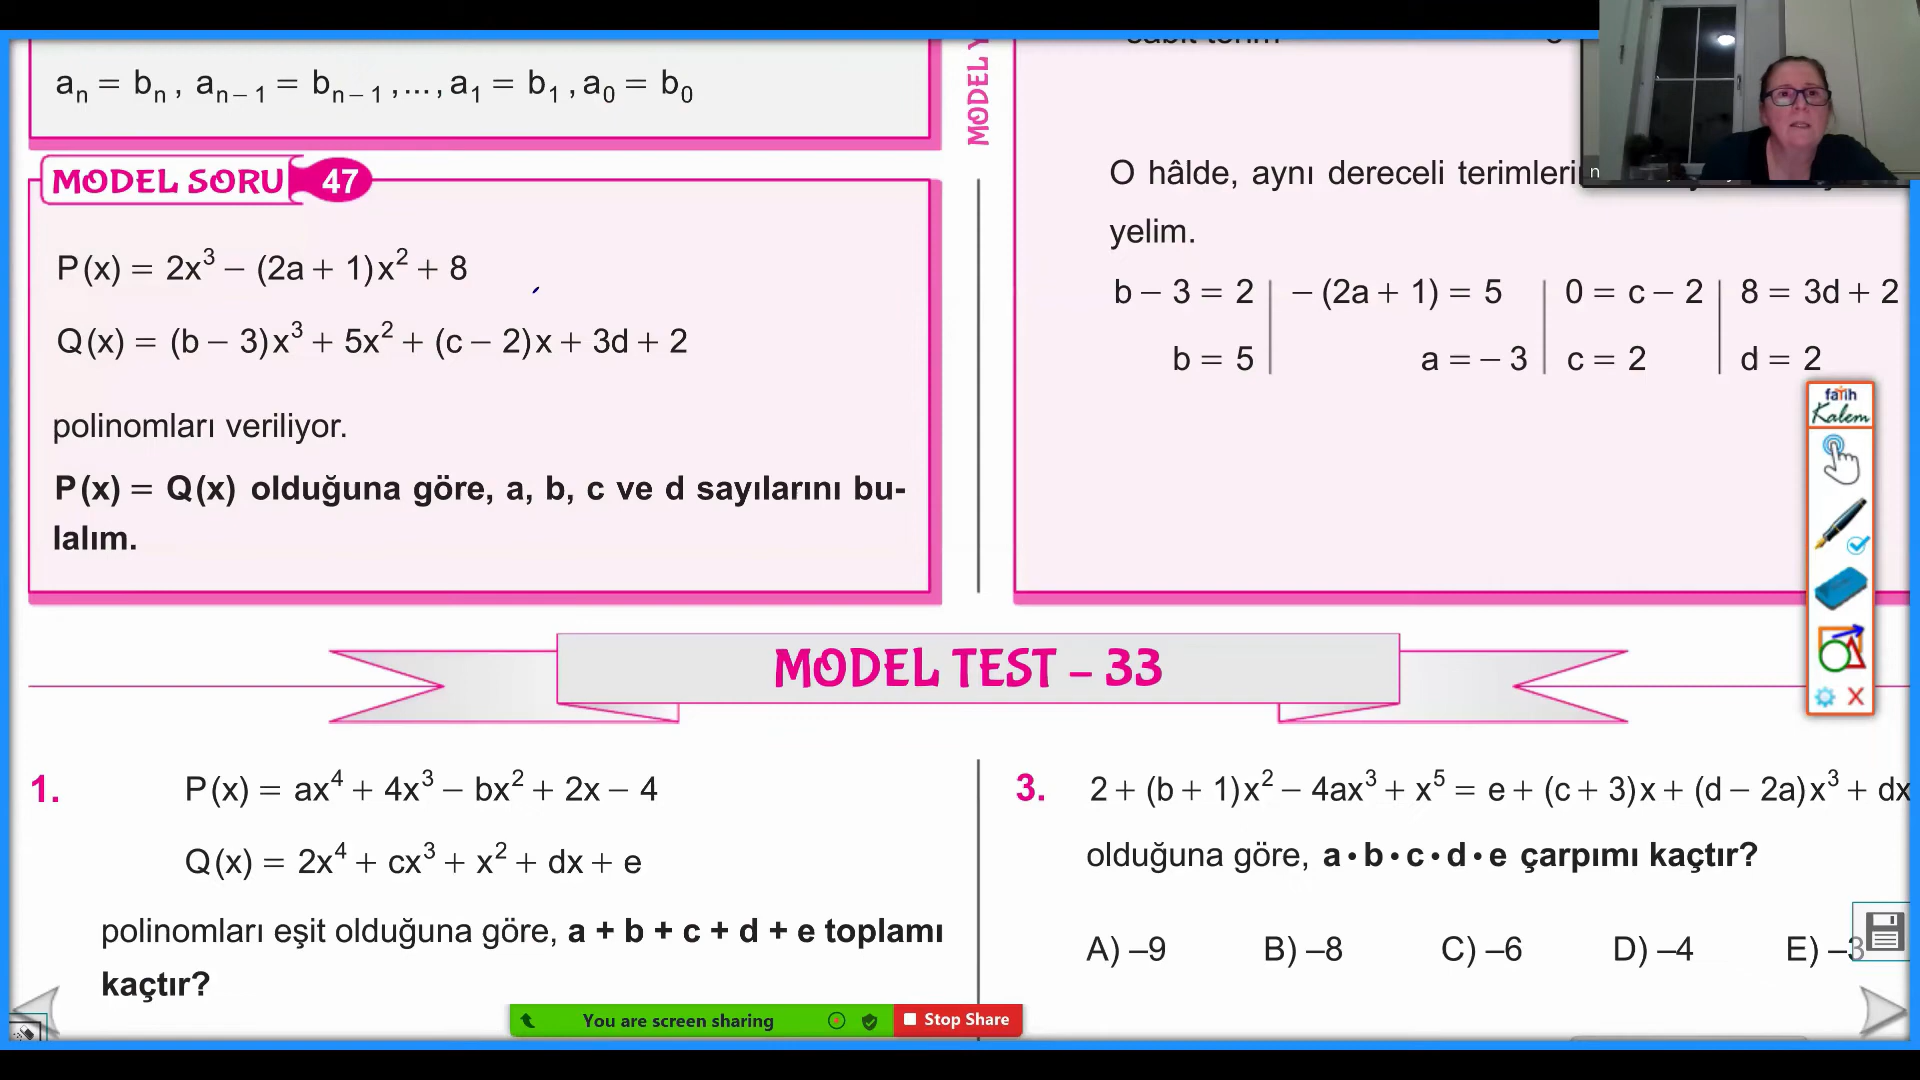 aₙ = bₙ , aₙ₋₁ = bₙ₋₁ ,..., a₁ = b₁ , a₀ = b₀
MODEL SORU 47
P(x) = 2x³ − (2a + 1)x² + 8
Q(x) = (b − 3)x³ + 5x² + (c − 2)x + 3d + 2
polinomları veriliyor.
P(x) = Q(x) olduğuna göre, a, b, c ve d sayılarını bu-
lalım.
MODEL
O hâlde, aynı dereceli terimleri
yelim.
b − 3 = 2 | − (2a + 1) = 5 | 0 = c − 2 | 8 = 3d + 2
b = 5 | a = − 3 | c = 2 | d = 2
fatih
Kalem
MODEL TEST – 33
1. P(x) = ax⁴ + 4x³ − bx² + 2x − 4
Q(x) = 2x⁴ + cx³ + x² + dx + e
polinomları eşit olduğuna göre, a + b + c + d + e toplamı
kaçtır?
3. 2 + (b + 1)x² − 4ax³ + x⁵ = e + (c + 3)x + (d − 2a)x³ + dx
olduğuna göre, a • b • c • d • e çarpımı kaçtır?
A) –9 B) –8 C) –6 D) –4 E) –3
You are screen sharing
Stop Share